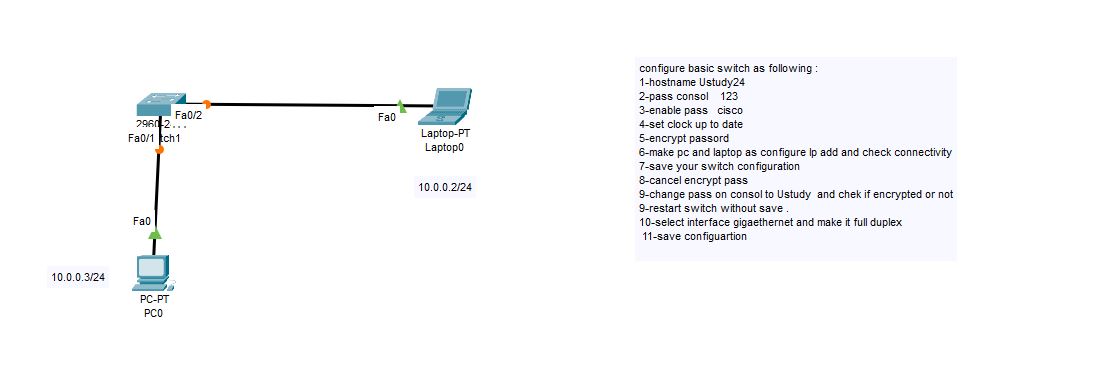 configure basic switch as following :
1-hostname Ustudy24
2-pass consol 123
3-enable pass cisco
4-set clock up to date
5-encrypt passord
6-make pc and laptop as configure Ip add and check connectivity
7-save your switch configuration
8-cancel encrypt pass
9-change pass on consol to Ustudy and chek if encrypted or not
9-restart switch without save .
10-select interface gigaethernet and make it full duplex
11-save configuartion
Fa0/2
2960-2...
Fa0/1 tch1
Fa0
Laptop-PT
Laptop0
10.0.0.2/24
Fa0
10.0.0.3/24
PC-PT
PC0